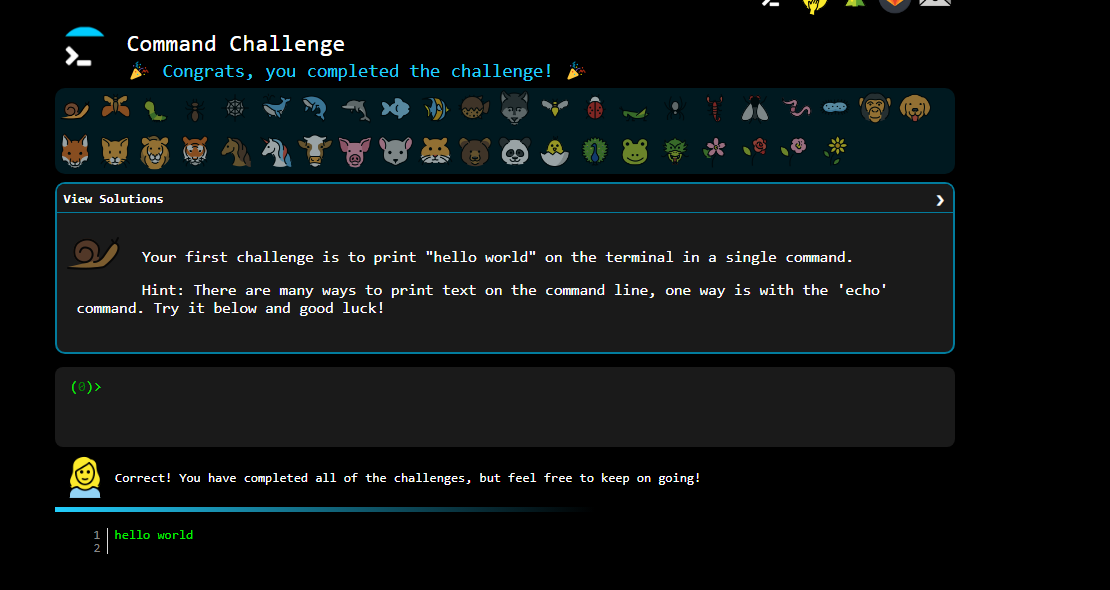 Command Challenge
🎉 Congrats, you completed the challenge! 🎉
View Solutions ❯
Your first challenge is to print "hello world" on the terminal in a single command.
Hint: There are many ways to print text on the command line, one way is with the 'echo'
command. Try it below and good luck!
(0)>
Correct! You have completed all of the challenges, but feel free to keep on going!
1 hello world
2